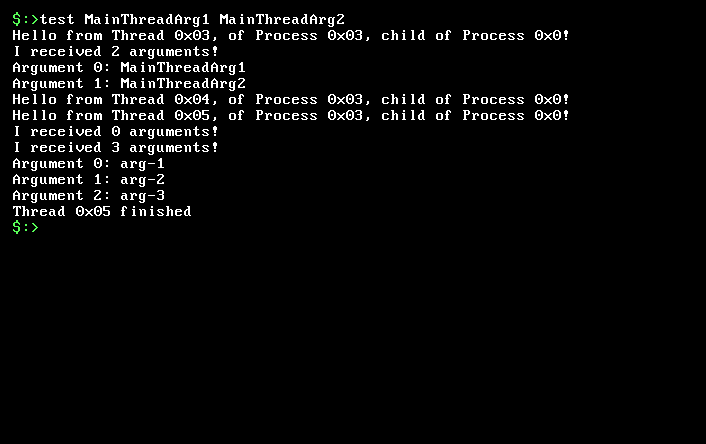 $:>test MainThreadArg1 MainThreadArg2
Hello from Thread 0x03, of Process 0x03, child of Process 0x0!
I received 2 arguments!
Argument 0: MainThreadArg1
Argument 1: MainThreadArg2
Hello from Thread 0x04, of Process 0x03, child of Process 0x0!
Hello from Thread 0x05, of Process 0x03, child of Process 0x0!
I received 0 arguments!
I received 3 arguments!
Argument 0: arg-1
Argument 1: arg-2
Argument 2: arg-3
Thread 0x05 finished
$:>